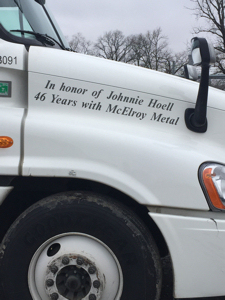 3091
In honor of Johnnie Hoell
46 Years with McElroy Metal